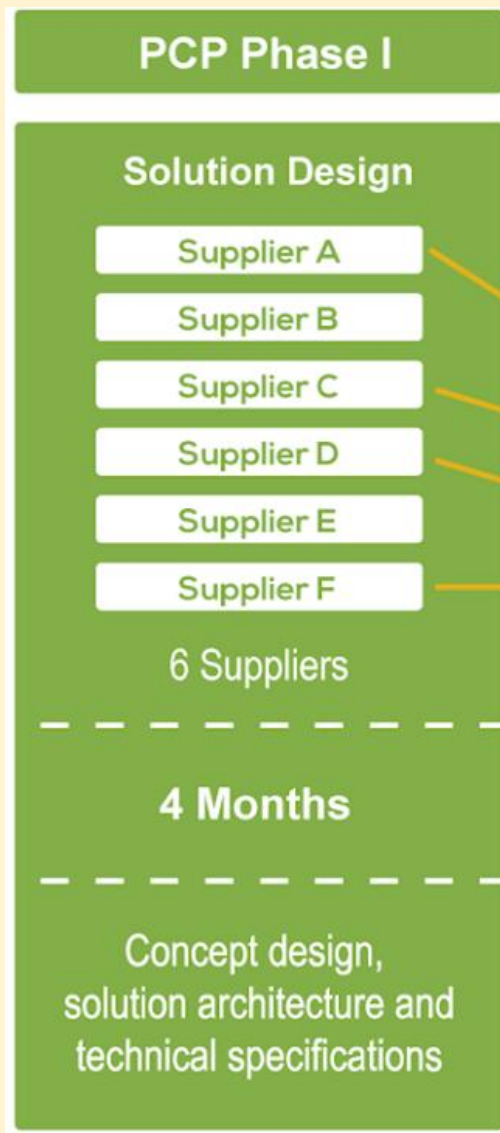 PCP Phase I
Solution Design
Supplier A
Supplier B
Supplier C
Supplier D
Supplier E
Supplier F
6 Suppliers
4 Months
Concept design,
solution architecture and
technical specifications